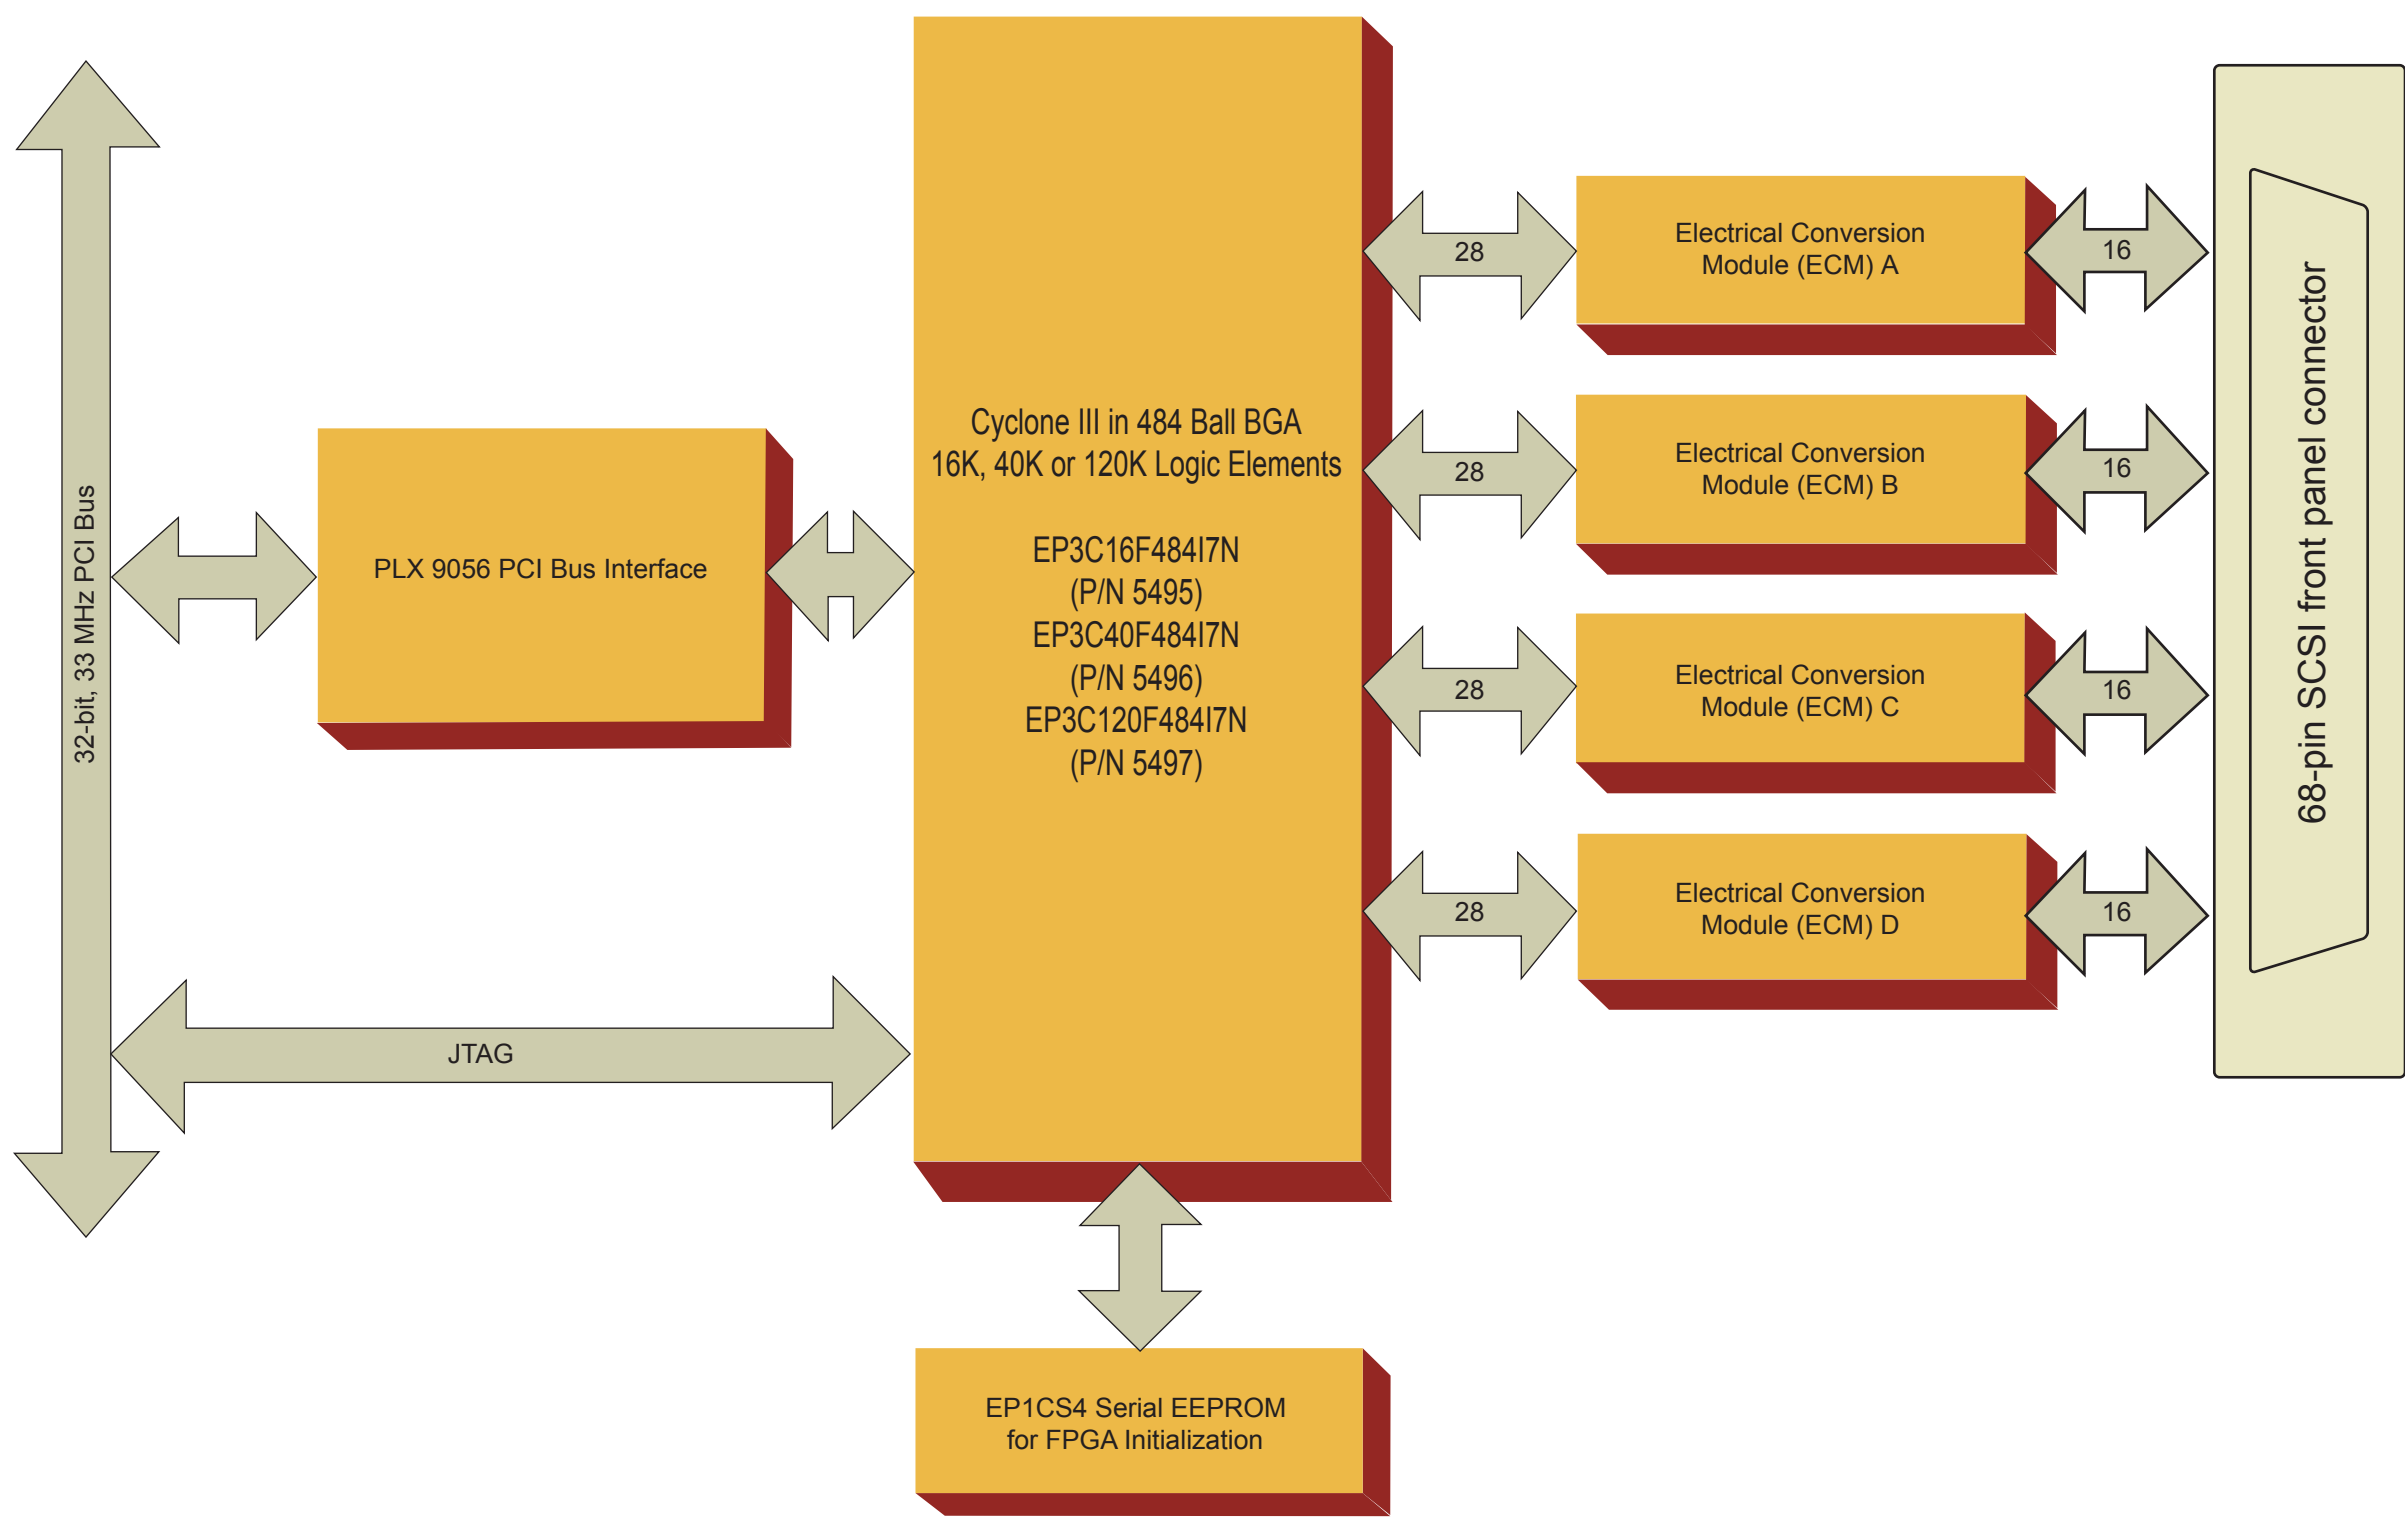 32-bit, 33 MHz PCI Bus
PLX 9056 PCI Bus Interface
JTAG
Cyclone III in 484 Ball BGA
16K, 40K or 120K Logic Elements
EP3C16F484I7N
(P/N 5495)
EP3C40F484I7N
(P/N 5496)
EP3C120F484I7N
(P/N 5497)
EP1CS4 Serial EEPROM
for FPGA Initialization
28
Electrical Conversion
Module (ECM) A
16
28
Electrical Conversion
Module (ECM) B
16
28
Electrical Conversion
Module (ECM) C
16
28
Electrical Conversion
Module (ECM) D
16
68-pin SCSI front panel connector